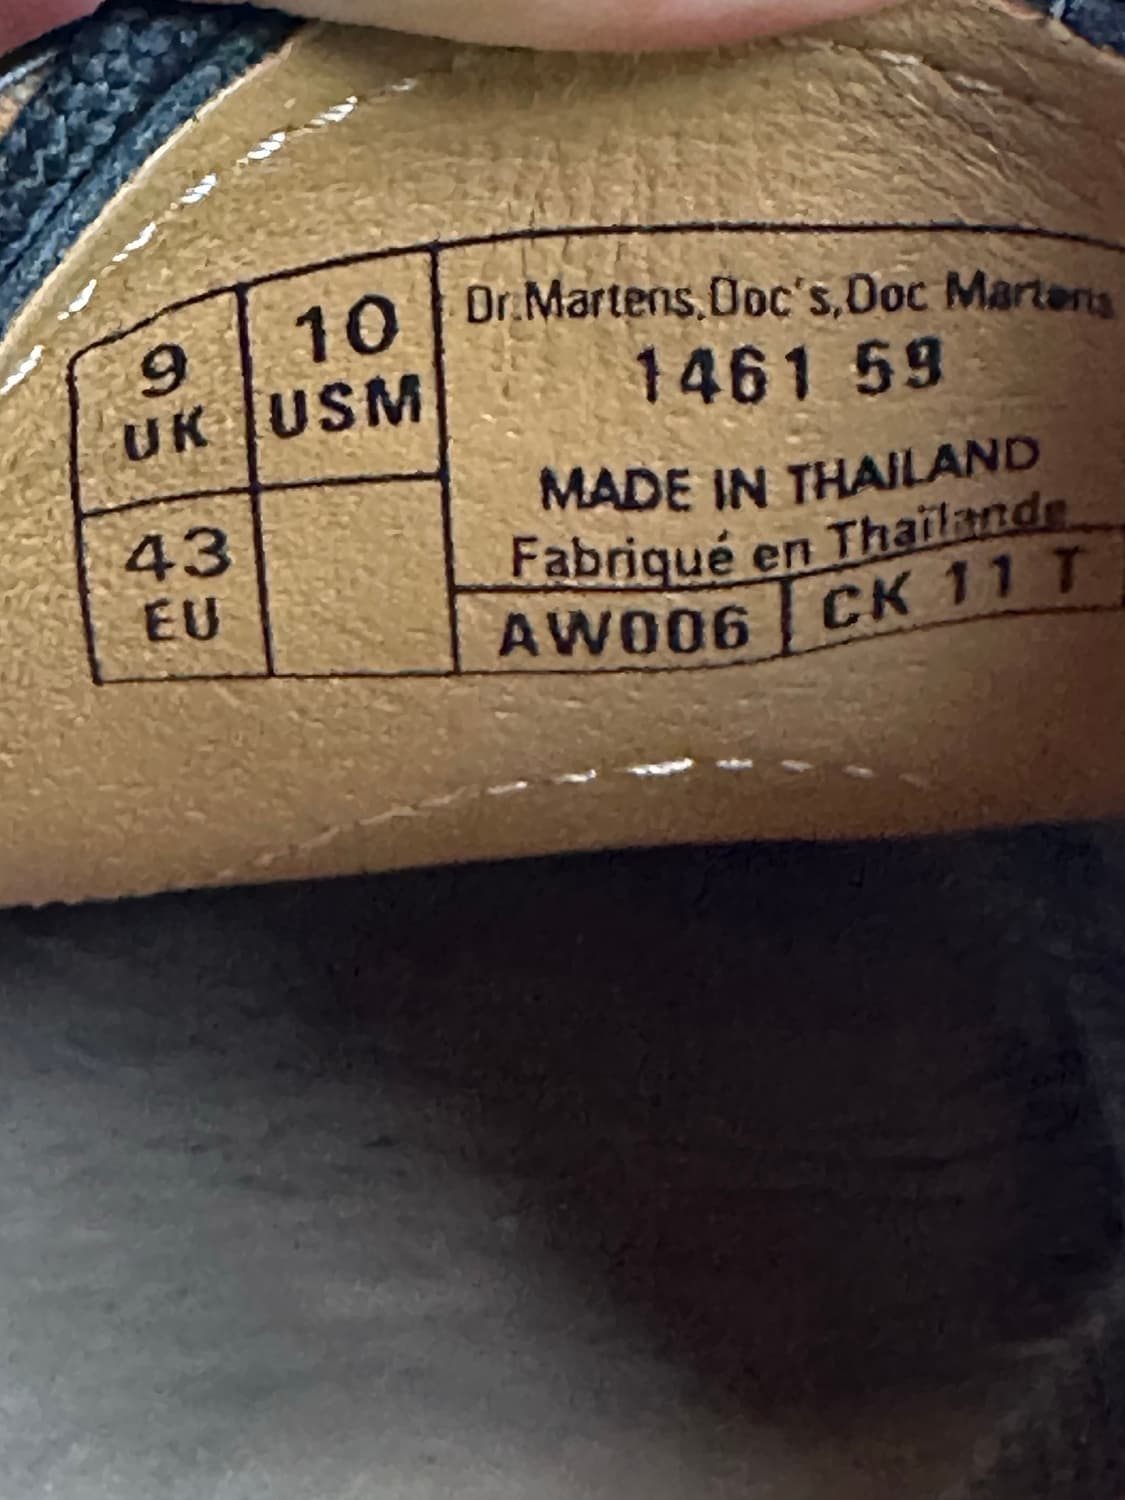 9
UK
10
USM
43
EU
Dr.Martens,Doc's,Doc Martens
1461 59
MADE IN THAILAND
Fabriqué en Thaïlande
AW006
CK 11 T